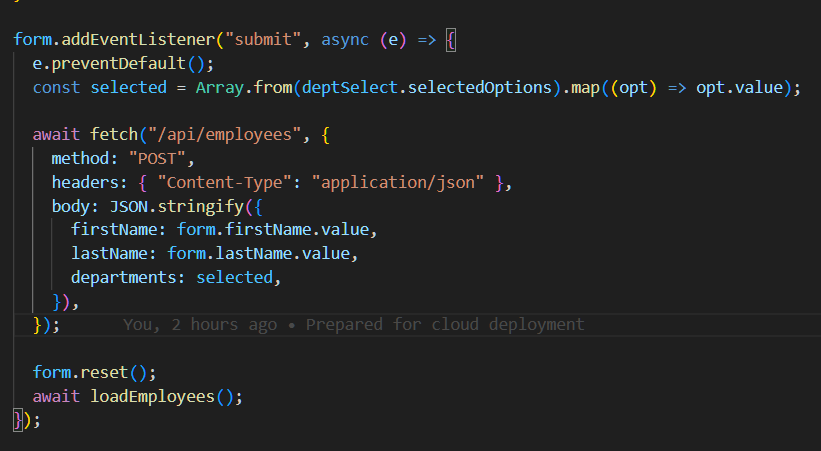 form.addEventListener("submit", async (e) => {
e.preventDefault();
const selected = Array.from(deptSelect.selectedOptions).map((opt) => opt.value);
await fetch("/api/employees", {
method: "POST",
headers: { "Content-Type": "application/json" },
body: JSON.stringify({
firstName: form.firstName.value,
lastName: form.lastName.value,
departments: selected,
}),
}); You, 2 hours ago • Prepared for cloud deployment
form.reset();
await loadEmployees();
});